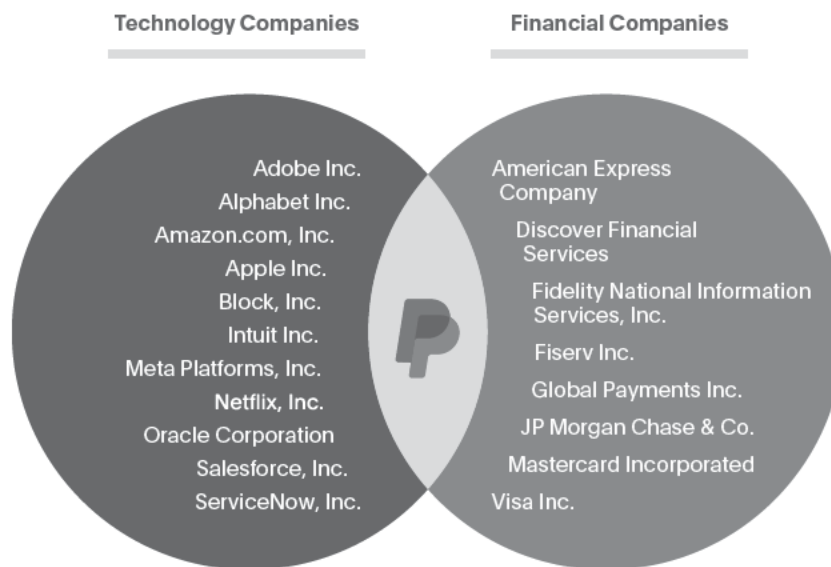 Technology Companies
Financial Companies
Adobe Inc.
Alphabet Inc.
Amazon.com, Inc.
Apple Inc.
Block, Inc.
Intuit Inc.
Meta Platforms, Inc.
Netflix, Inc.
Oracle Corporation
Salesforce, Inc.
ServiceNow, Inc.
American Express
Company
Discover Financial
Services
Fidelity National Information
Services, Inc.
Fiserv Inc.
Global Payments Inc.
JP Morgan Chase & Co.
Mastercard Incorporated
Visa Inc.